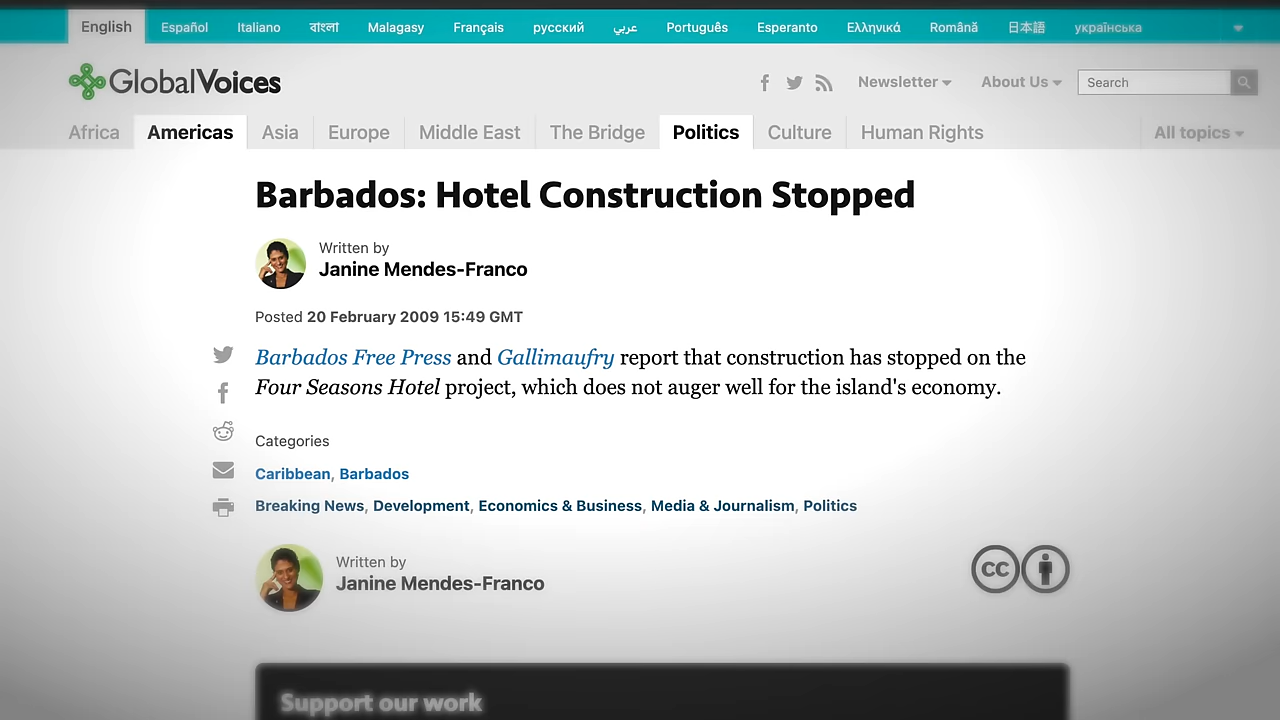 English Español Italiano বাংলা Malagasy Français русский عربي Português Esperanto Ελληνικά Română 日本語 українська
GlobalVoices
Newsletter About Us Search
Africa Americas Asia Europe Middle East The Bridge Politics Culture Human Rights All topics
Barbados: Hotel Construction Stopped
Written by
Janine Mendes-Franco
Posted 20 February 2009 15:49 GMT
Barbados Free Press and Gallimaufry report that construction has stopped on the
Four Seasons Hotel project, which does not auger well for the island's economy.
Categories
Caribbean, Barbados
Breaking News, Development, Economics & Business, Media & Journalism, Politics
Written by
Janine Mendes-Franco
cc
Support our work